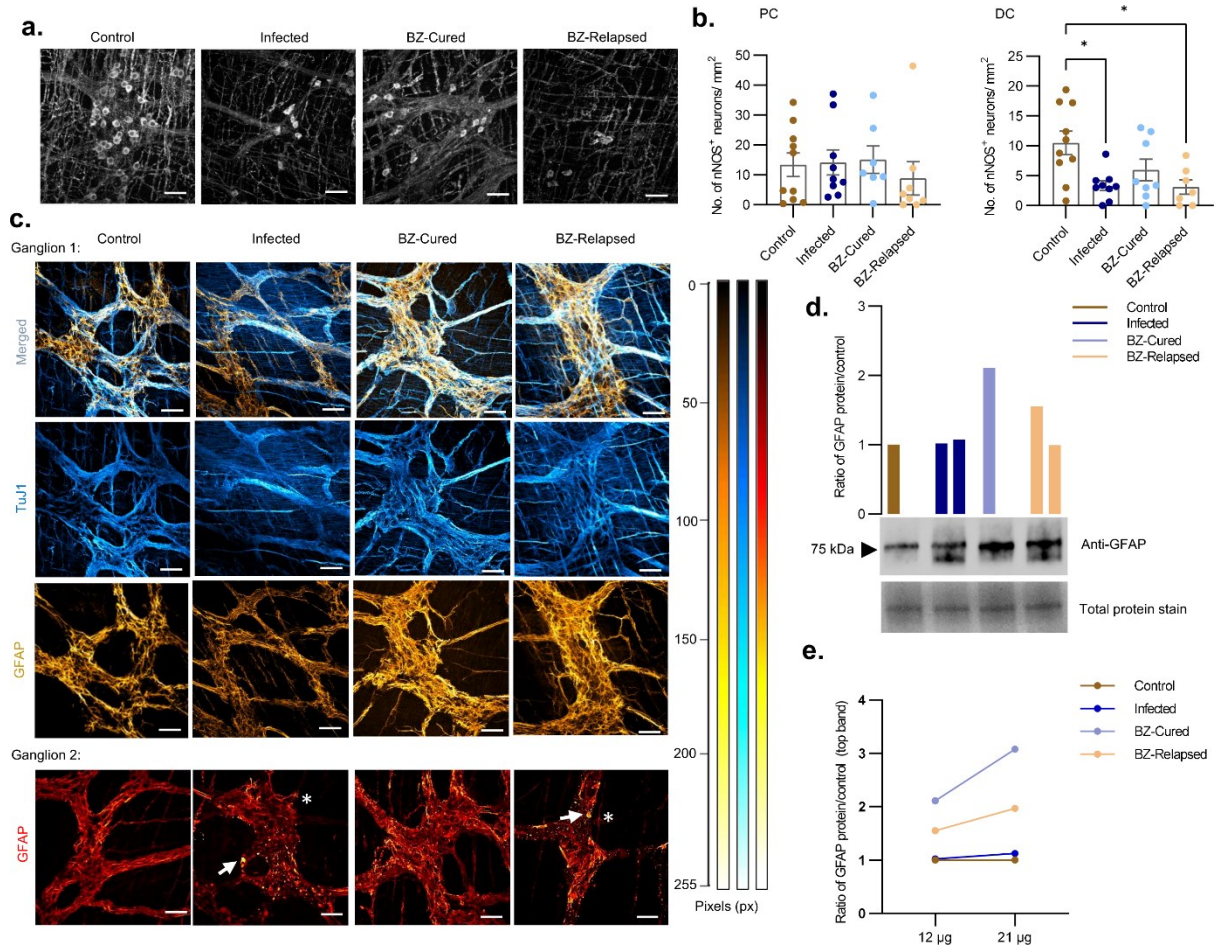 a.
Control Infected BZ-Cured BZ-Relapsed
b.
PC
No. of nNOS+ neurons/ mm²
50
40
30
20
10
0
Control Infected BZ-Cured BZ-Relapsed
DC
No. of nNOS+ neurons/ mm²
25
20
15
10
5
0
*
*
Control Infected BZ-Cured BZ-Relapsed
c.
Ganglion 1:
Control Infected BZ-Cured BZ-Relapsed
Merged
TuJ1
GFAP
Ganglion 2:
GFAP
*
*
0
50
100
150
200
255
Pixels (px)
d.
Ratio of GFAP protein/control
3
2
1
0
Control
Infected
BZ-Cured
BZ-Relapsed
75 kDa
Anti-GFAP
Total protein stain
e.
Ratio of GFAP protein/control (top band)
4
3
2
1
0
12 µg 21 µg
Control
Infected
BZ-Cured
BZ-Relapsed